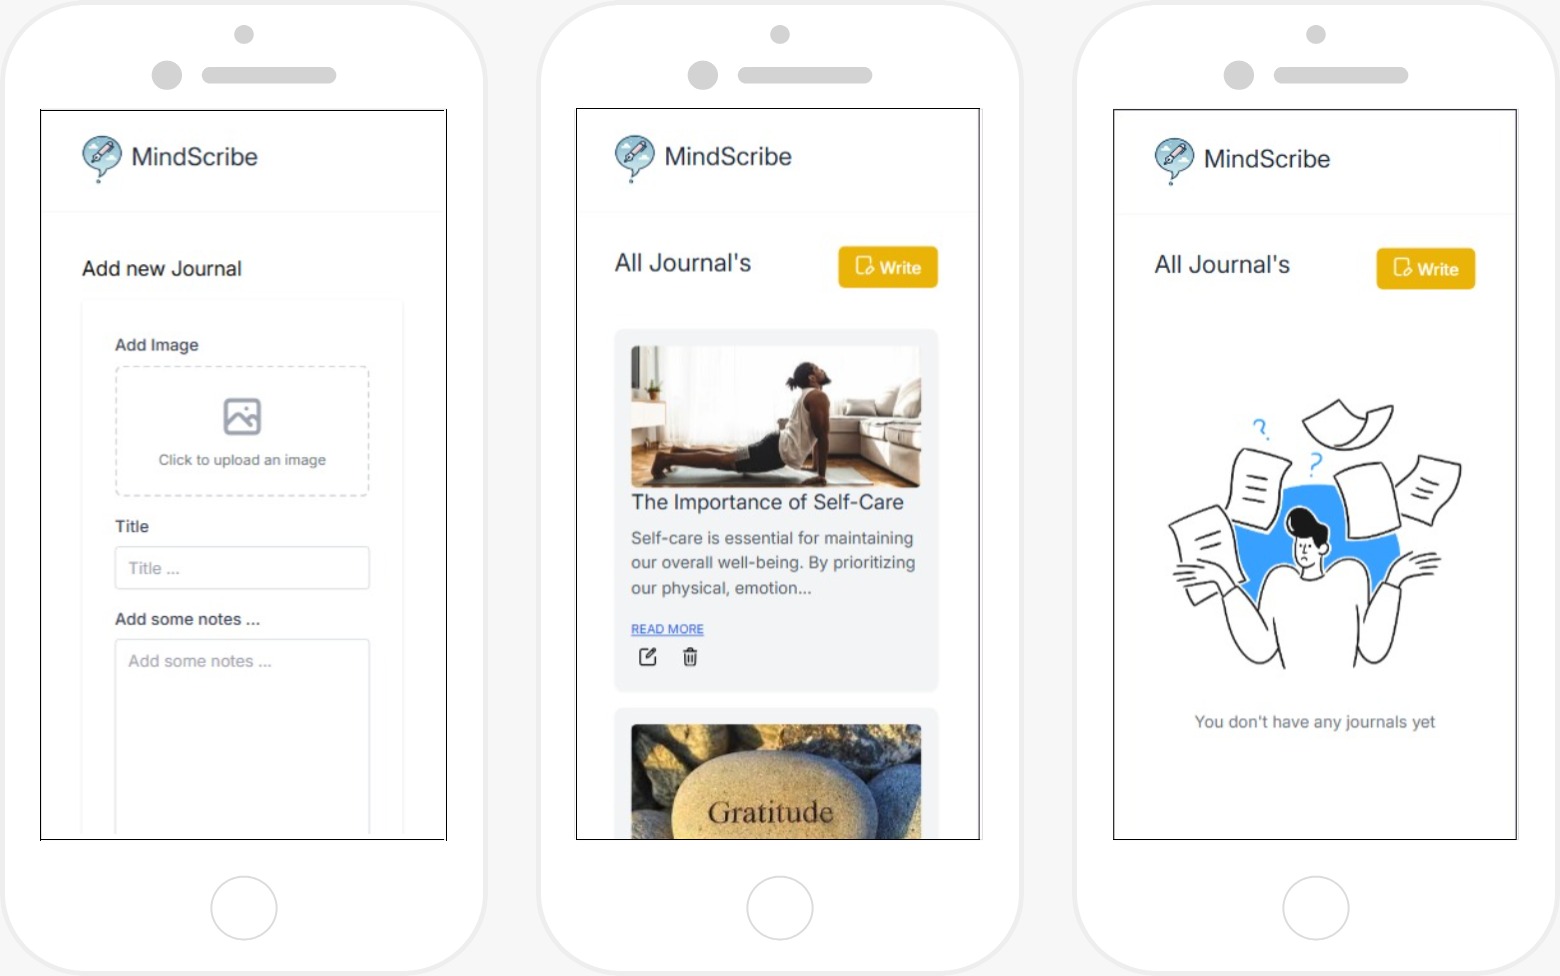 MindScribe
Add new Journal
Add Image
Click to upload an image
Title
Title ...
Add some notes ...
Add some notes ...
MindScribe
All Journal's
Write
The Importance of Self-Care
Self-care is essential for maintaining
our overall well-being. By prioritizing
our physical, emotion...
READ MORE
Gratitude
MindScribe
All Journal's
Write
?
?
You don't have any journals yet